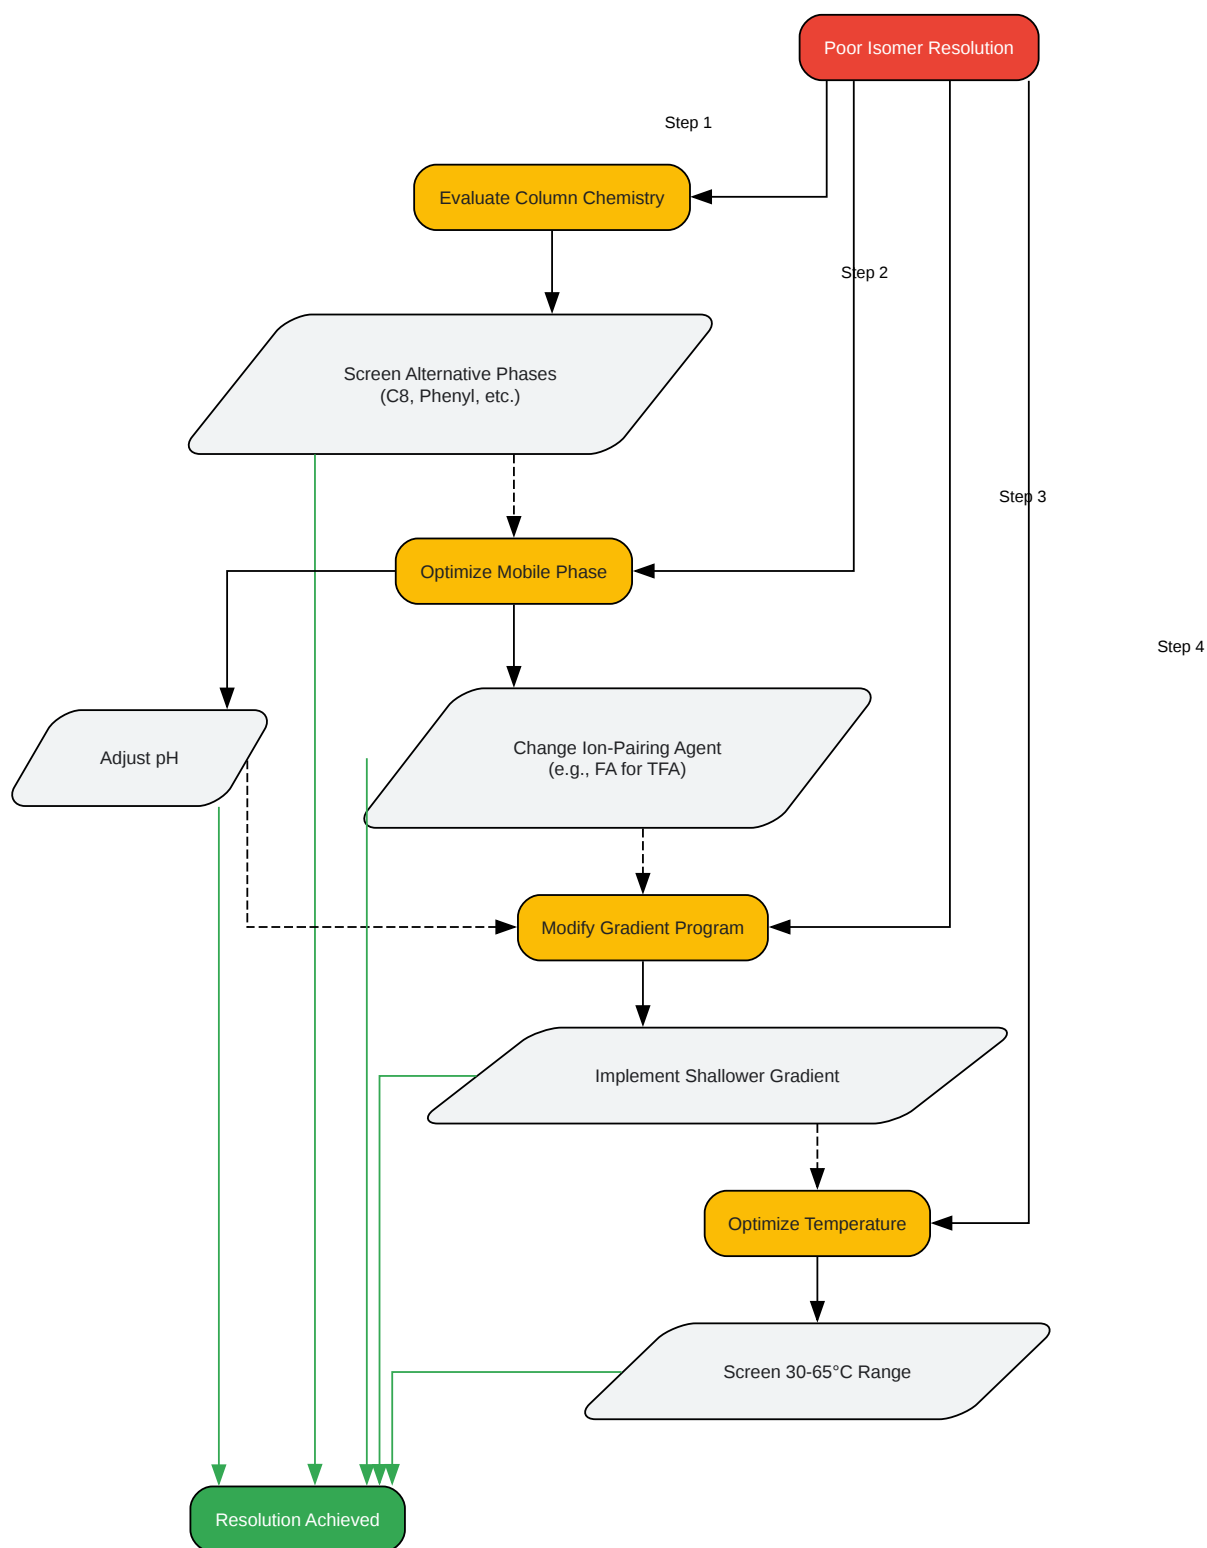 Poor Isomer Resolution
Step 1
Evaluate Column Chemistry
Step 2
Screen Alternative Phases
(C8, Phenyl, etc.)
Step 3
Optimize Mobile Phase
Step 4
Adjust pH
Change Ion-Pairing Agent
(e.g., FA for TFA)
Modify Gradient Program
Implement Shallower Gradient
Optimize Temperature
Screen 30-65°C Range
Resolution Achieved